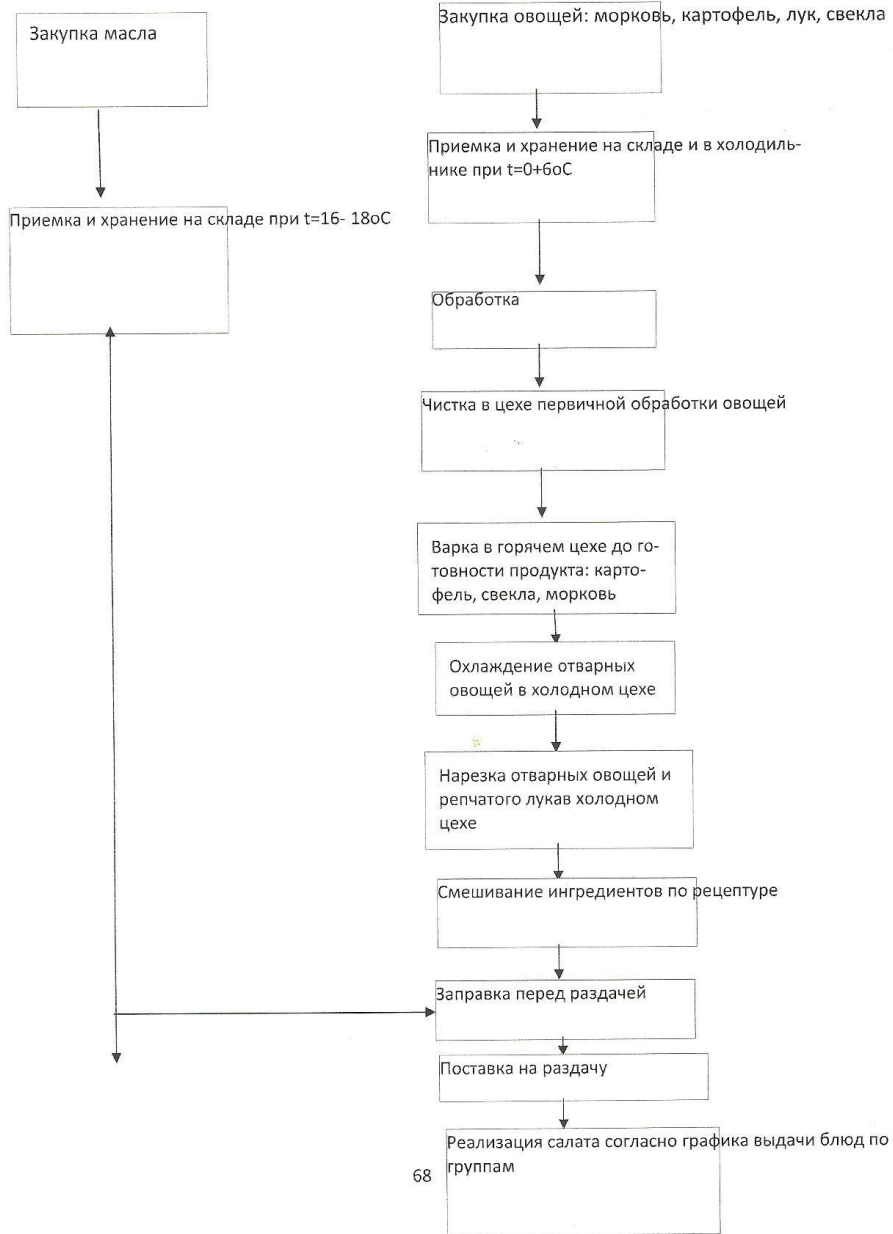 Закупка масла
Закупка овощей: морковь, картофель, лук, свекла
Приемка и хранение на складе и в холодиль-
нике при t=0+6оС
Приемка и хранение на складе при t=16- 18оС
Обработка
Чистка в цехе первичной обработки овощей
Варка в горячем цехе до го-
товности продукта: карто-
фель, свекла, морковь
Охлаждение отварных
овощей в холодном цехе
Нарезка отварных овощей и
репчатого лукав холодном
цехе
Смешивание ингредиентов по рецептуре
Заправка перед раздачей
Поставка на раздачу
Реализация салата согласно графика выдачи блюд по
группам
68